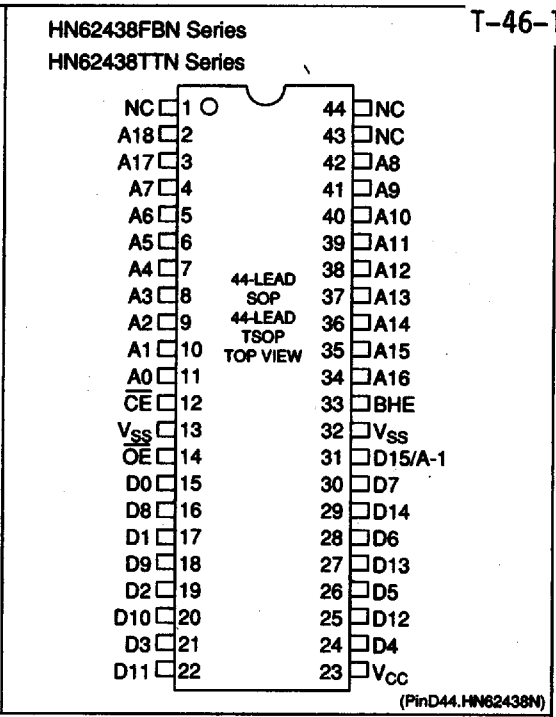 T-46-1
HN62438FBN Series
HN62438TTN Series
NC 1 44 NC
A18 2 43 NC
A17 3 42 A8
A7 4 41 A9
A6 5 40 A10
A5 6 39 A11
A4 7 38 A12
A3 8 37 A13
A2 9 36 A14
A1 10 35 A15
A0 11 34 A16
C̅E̅ 12 33 BHE
VSS 13 32 VSS
O̅E̅ 14 31 D15/A-1
D0 15 30 D7
D8 16 29 D14
D1 17 28 D6
D9 18 27 D13
D2 19 26 D5
D10 20 25 D12
D3 21 24 D4
D11 22 23 VCC
44-LEAD
SOP
44-LEAD
TSOP
TOP VIEW
(PinD44.HN62438N)